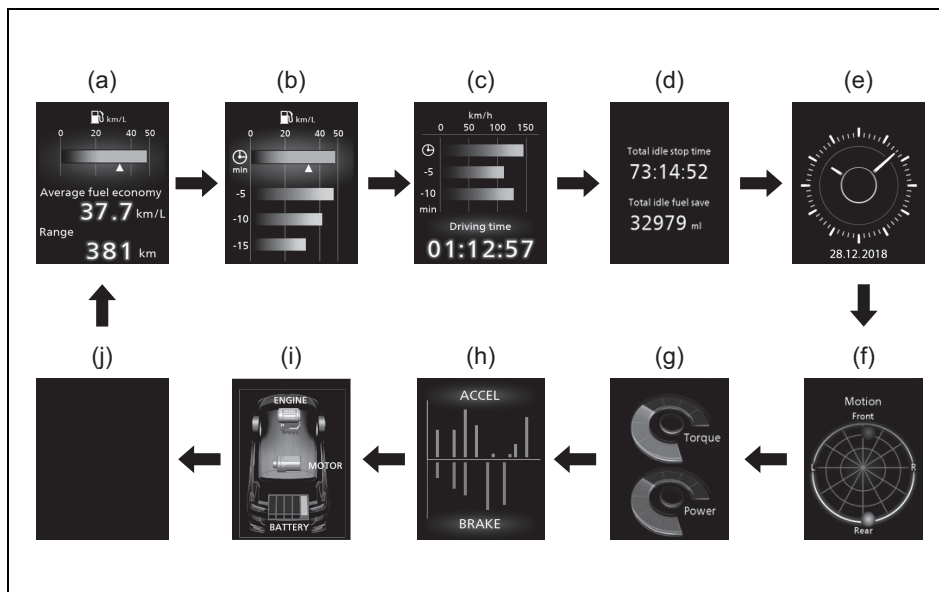 (a)
km/L
0 20 40 50
Average fuel economy
37.7 km/L
Range
381 km
(b)
km/L
0 20 40 50
min
-5
-10
-15
(c)
km/h
0 50 100 150
-5
-10
min
Driving time
01:12:57
(d)
Total idle stop time
73:14:52
Total idle fuel save
32979 ml
(e)
28.12.2018
(j)
(i)
ENGINE
MOTOR
BATTERY
(h)
ACCEL
BRAKE
(g)
Torque
Power
(f)
Motion
Front
L R
Rear